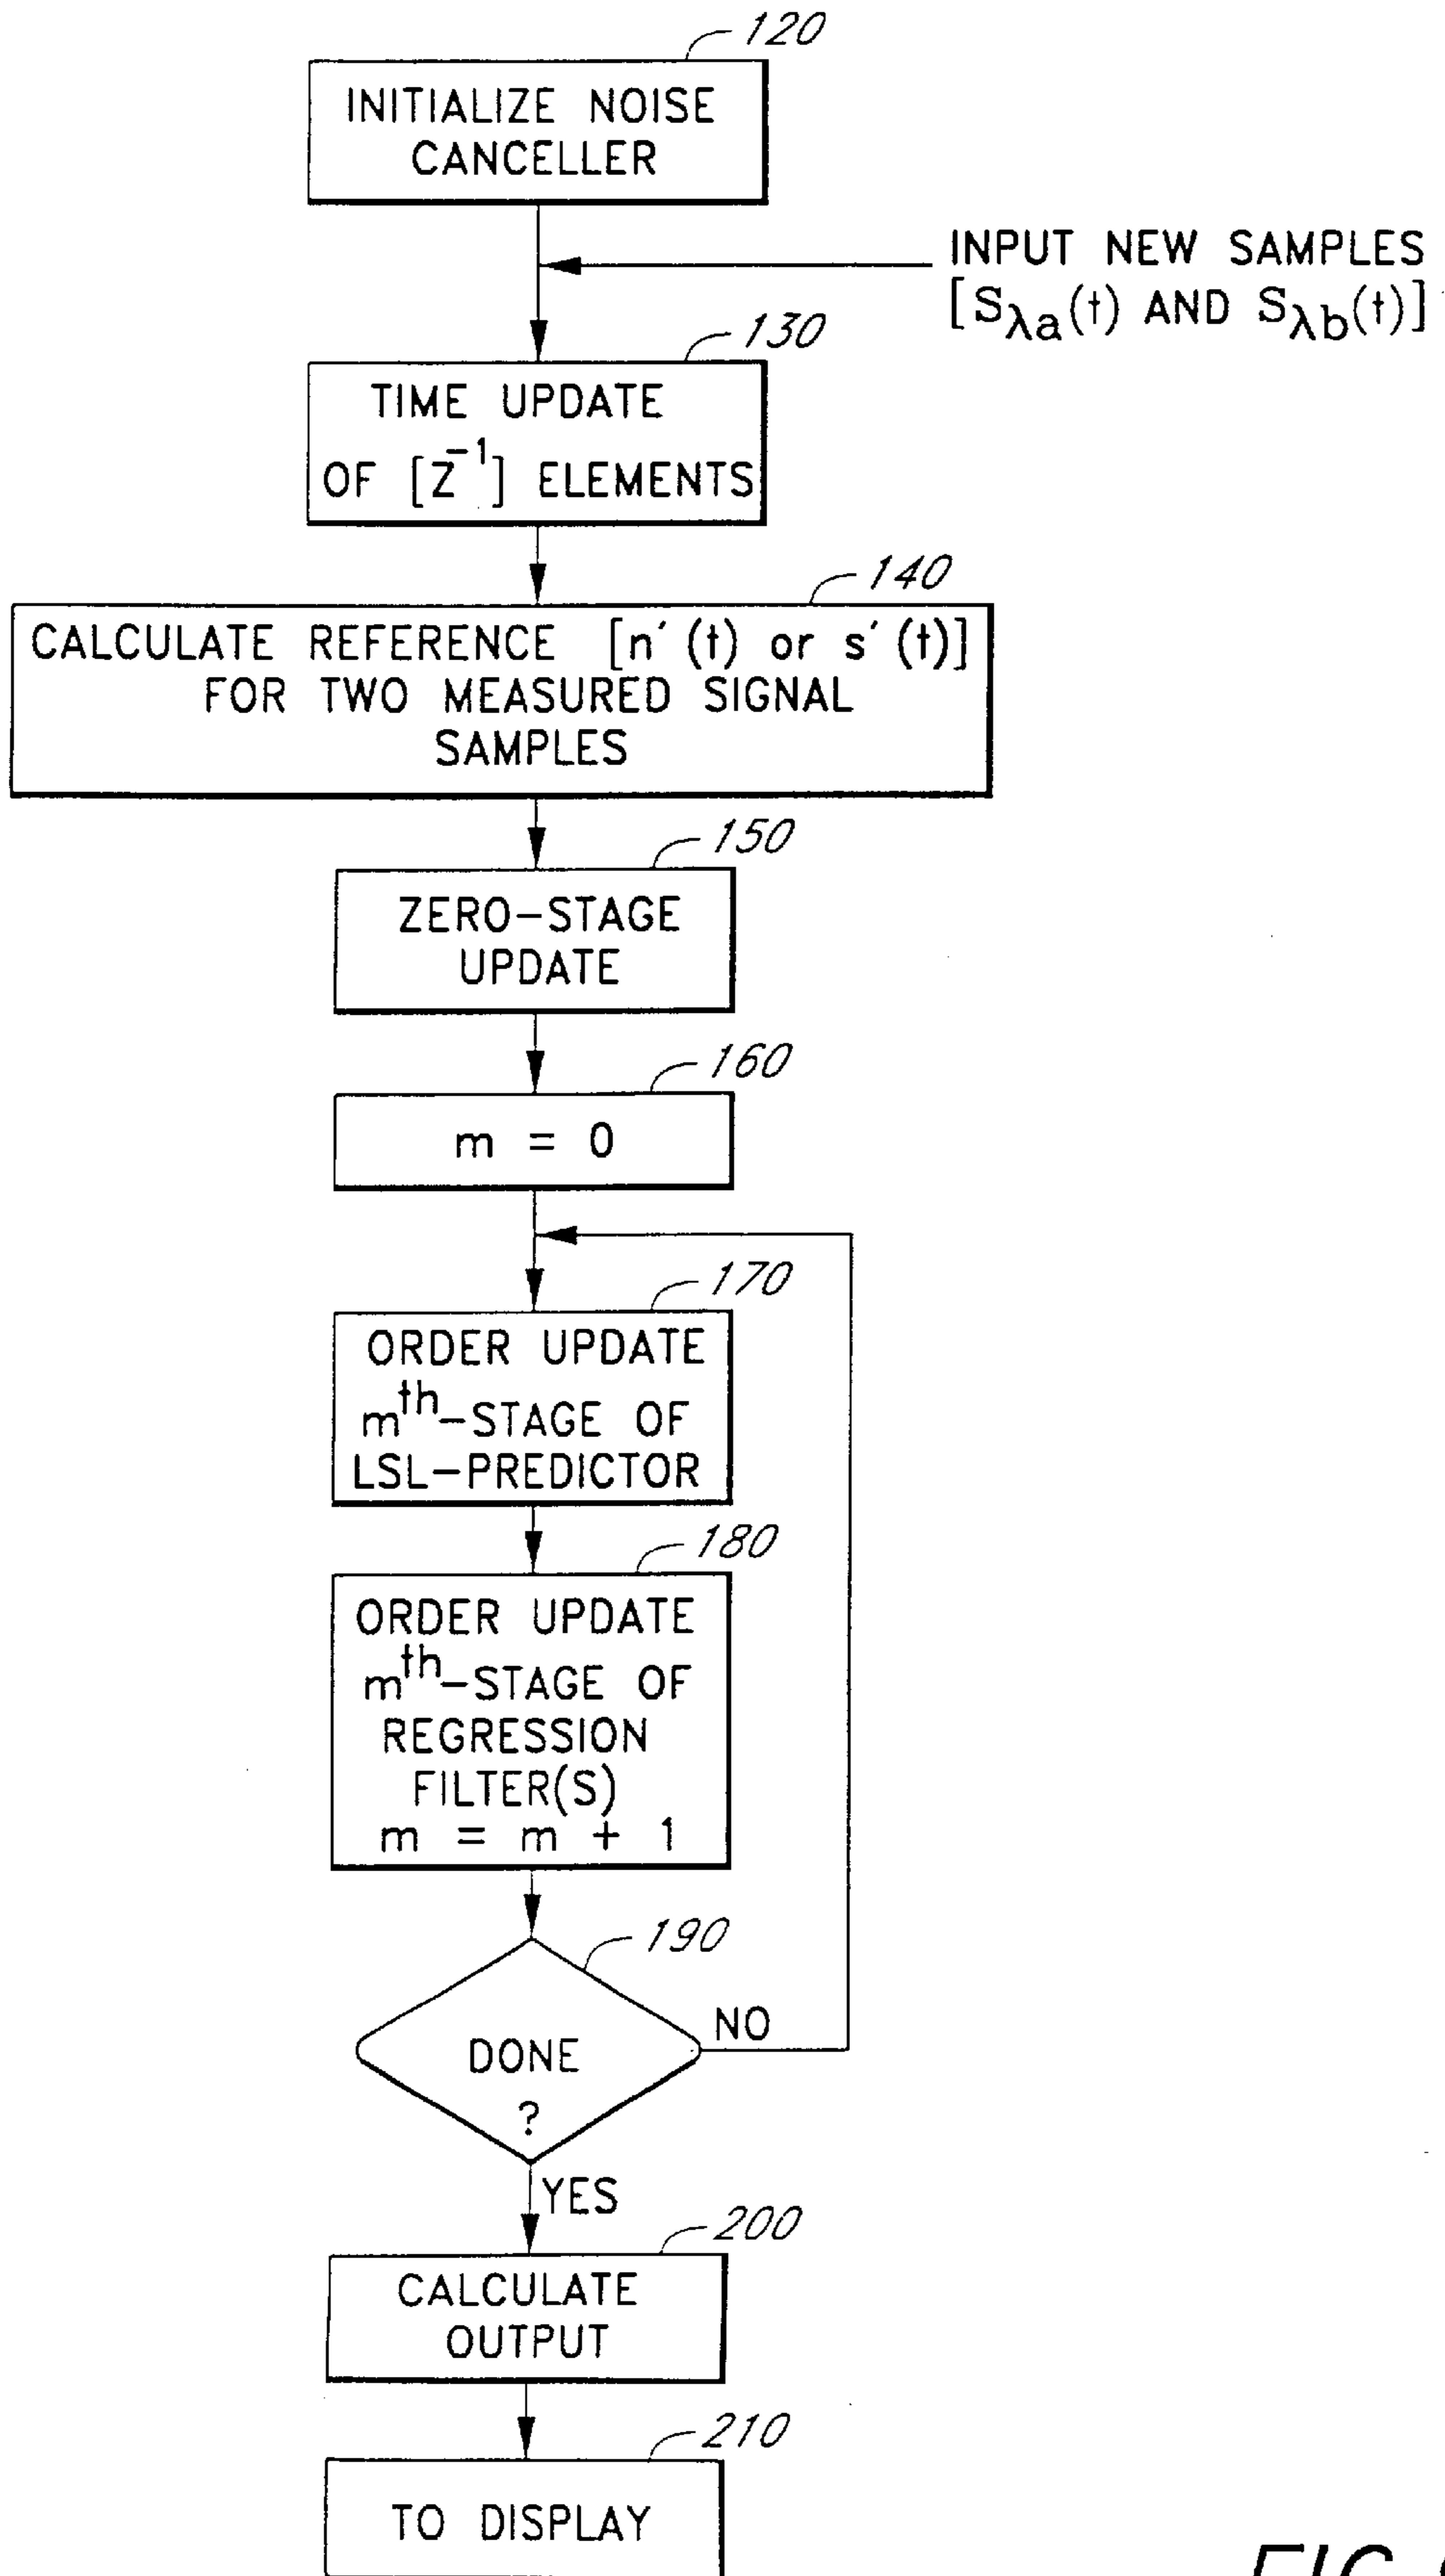 120
INITIALIZE NOISE
CANCELLER
INPUT NEW SAMPLES
[Sλa(t) AND Sλb(t)]
130
TIME UPDATE
OF [Z⁻¹] ELEMENTS
140
CALCULATE REFERENCE [n′(t) or s′(t)]
FOR TWO MEASURED SIGNAL
SAMPLES
150
ZERO-STAGE
UPDATE
160
m = 0
170
ORDER UPDATE
mᵗʰ-STAGE OF
LSL-PREDICTOR
180
ORDER UPDATE
mᵗʰ-STAGE OF
REGRESSION
FILTER(S)
m = m + 1
190
DONE
?
NO
YES
200
CALCULATE
OUTPUT
210
TO DISPLAY